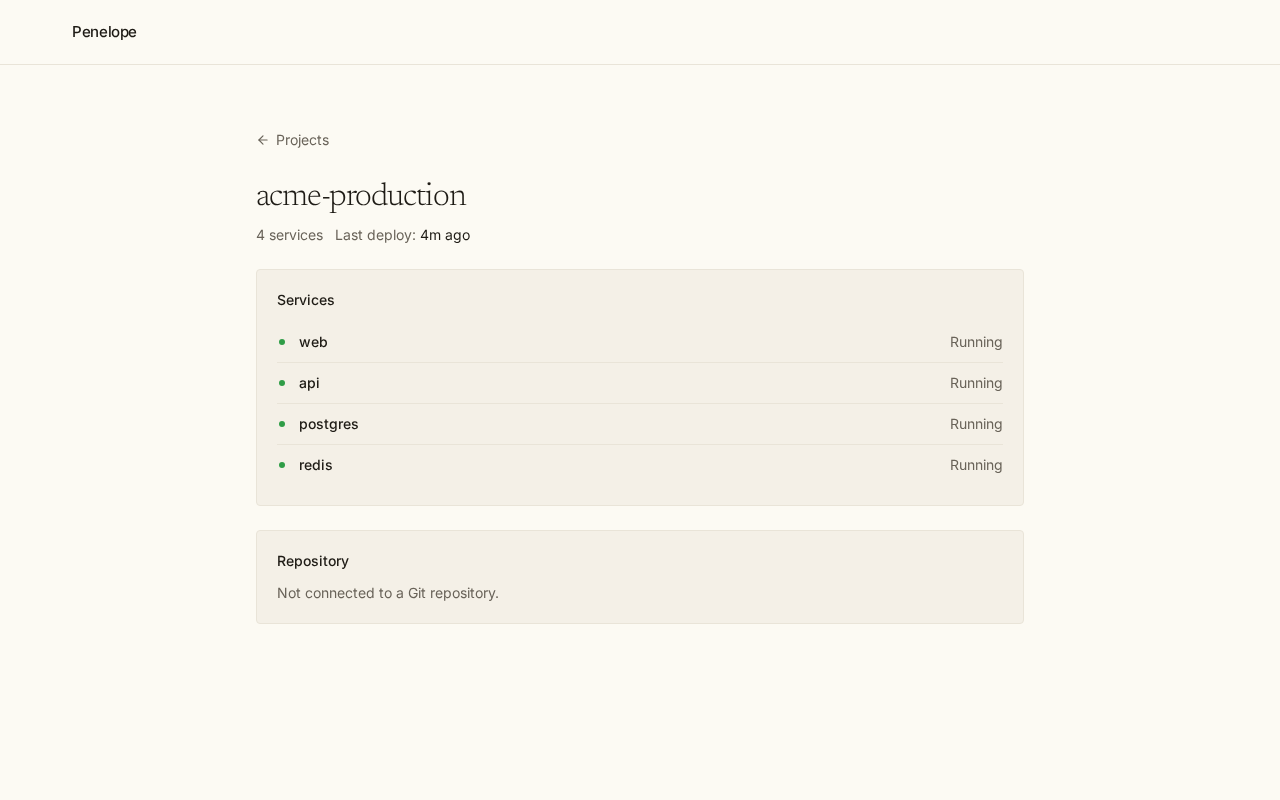 Penelope
← Projects
acme-production
4 services Last deploy: 4m ago
Services
web Running
api Running
postgres Running
redis Running
Repository
Not connected to a Git repository.